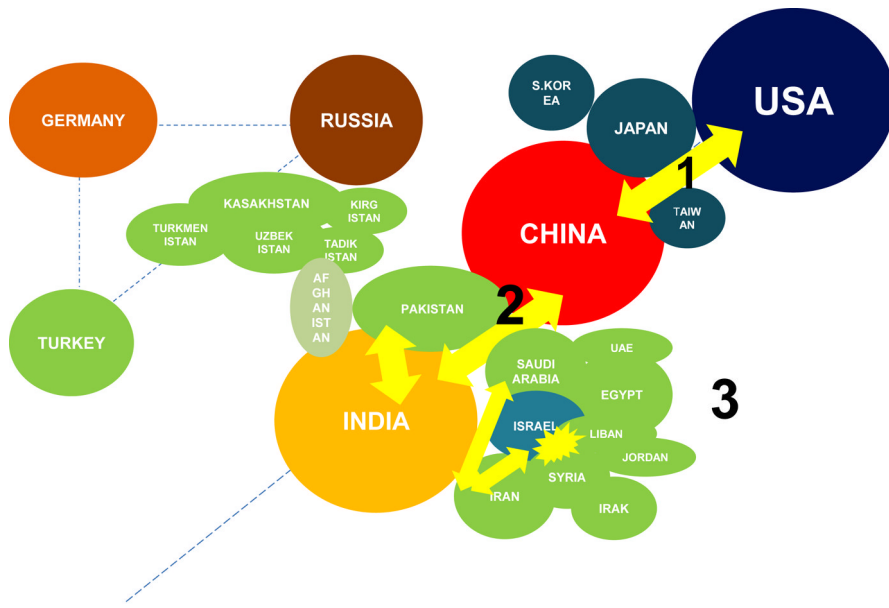 GERMANY
RUSSIA
S.KOR
EA
JAPAN
USA
1
TAIW
AN
CHINA
KASAKHSTAN
KIRG
ISTAN
TURKMEN
ISTAN
UZBEK
ISTAN
TADIK
ISTAN
AF
GH
AN
IST
AN
PAKISTAN
2
TURKEY
INDIA
SAUDI
ARABIA
UAE
EGYPT
3
ISRAEL
LIBAN
JORDAN
SYRIA
IRAN
IRAK